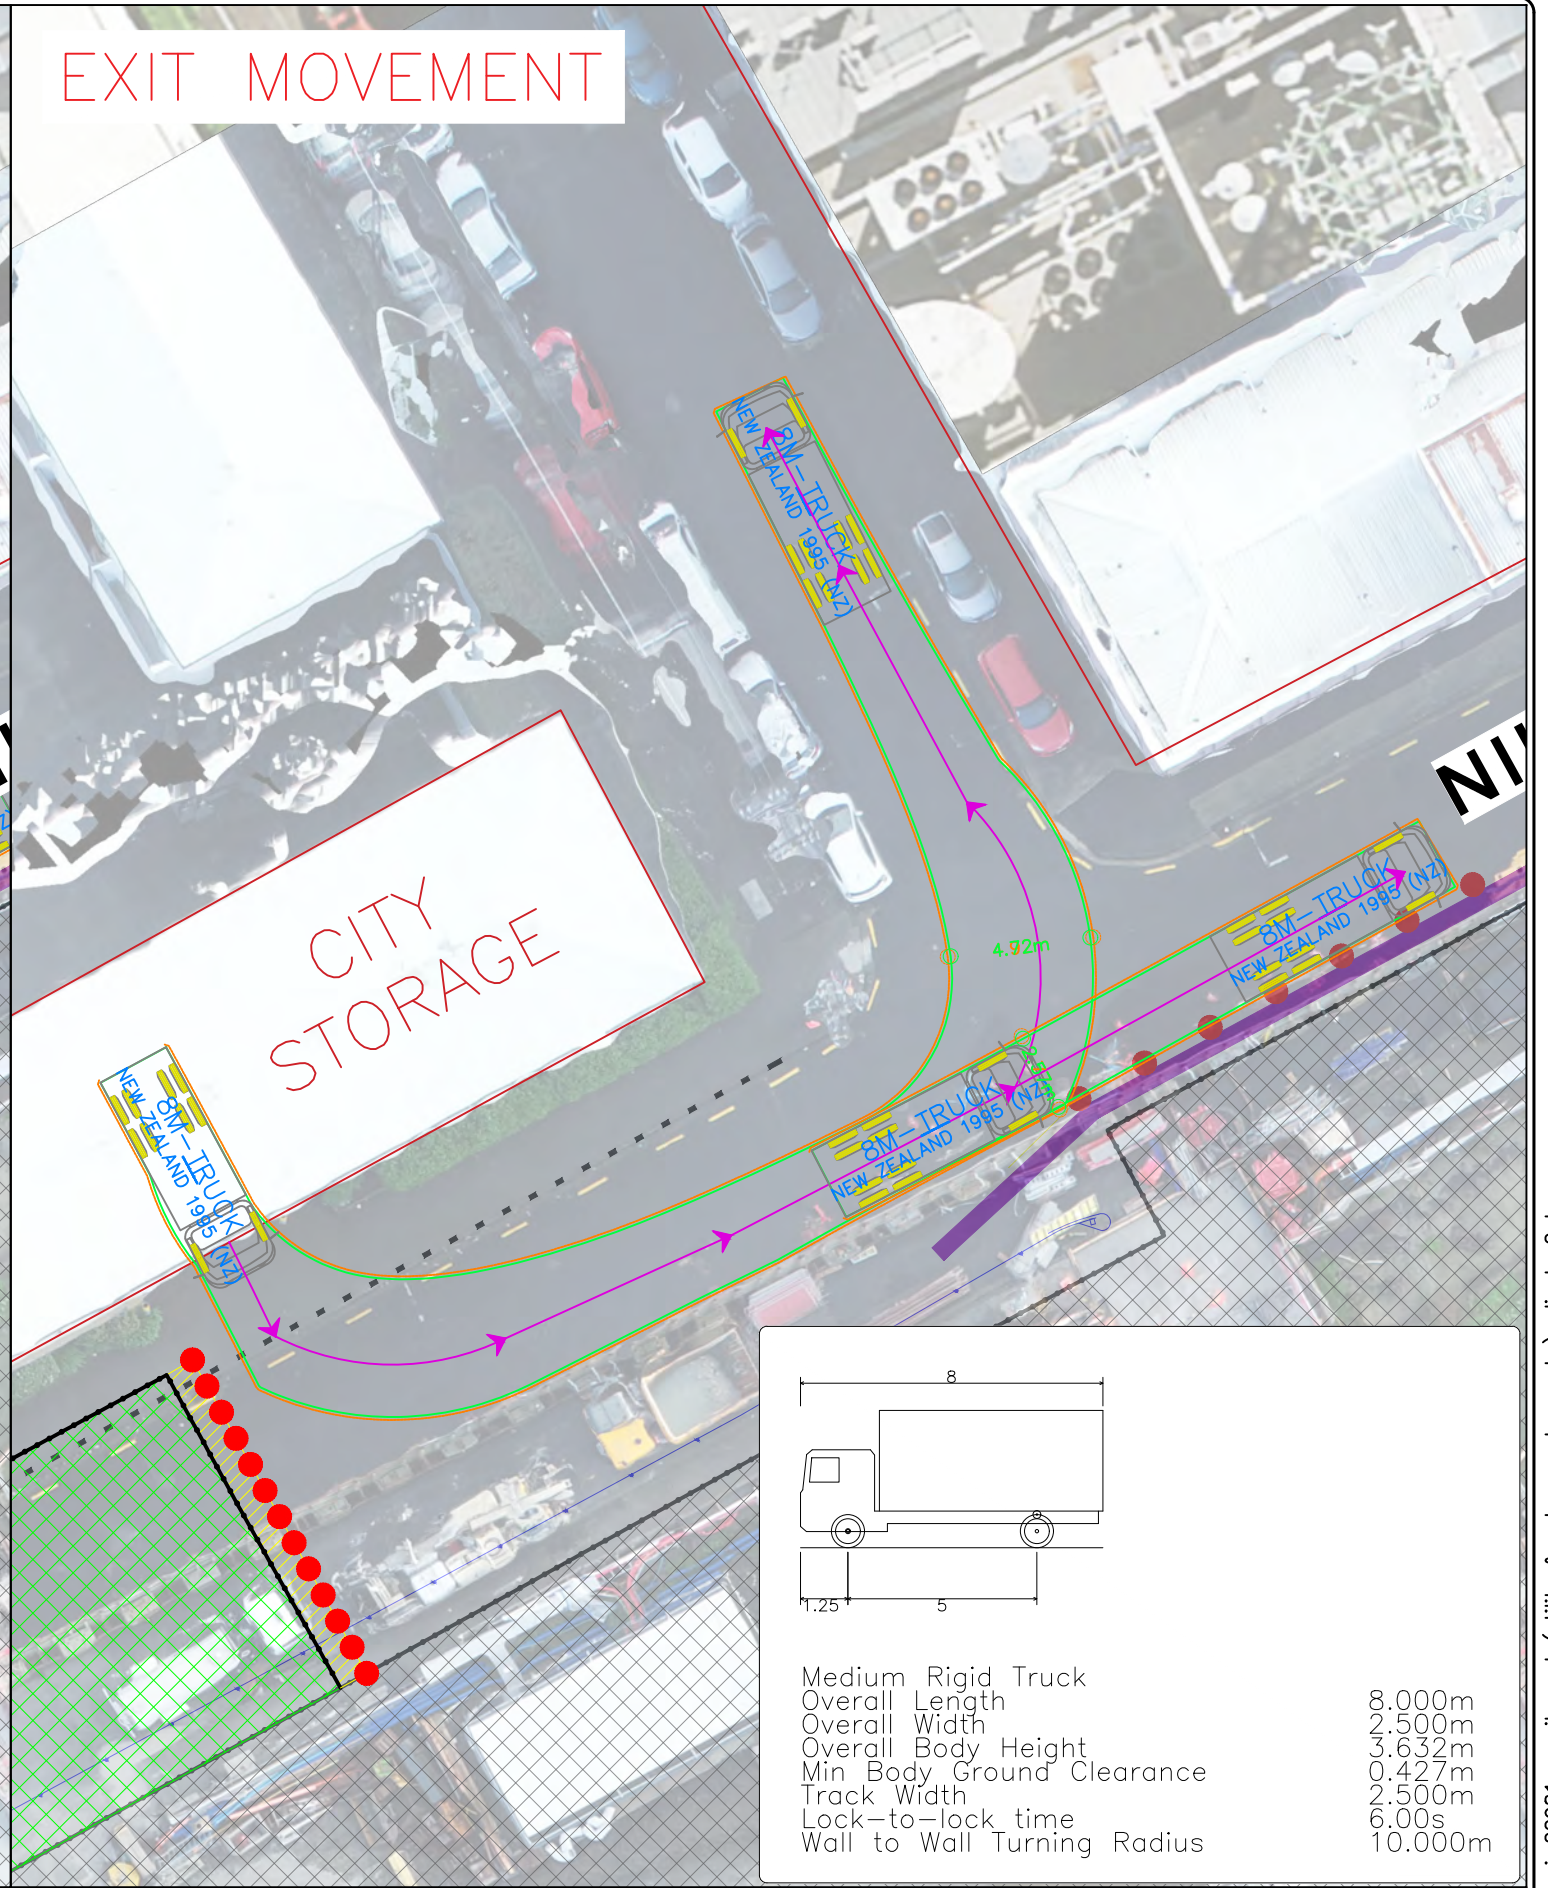 EXIT MOVEMENT
8M-TRUCK
NEW ZEALAND 1995 (NZ)
NI
8M-TRUCK
NEW ZEALAND 1995 (NZ)
CITY
STORAGE
8M-TRUCK
NEW ZEALAND 1995 (NZ)
8M-TRUCK
NEW ZEALAND 1995 (NZ)
8
1.25
5
Medium Rigid Truck
Overall Length 8.000m
Overall Width 2.500m
Overall Body Height 3.632m
Min Body Ground Clearance 0.427m
Track Width 2.500m
Lock-to-lock time 6.00s
Wall to Wall Turning Radius 10.000m